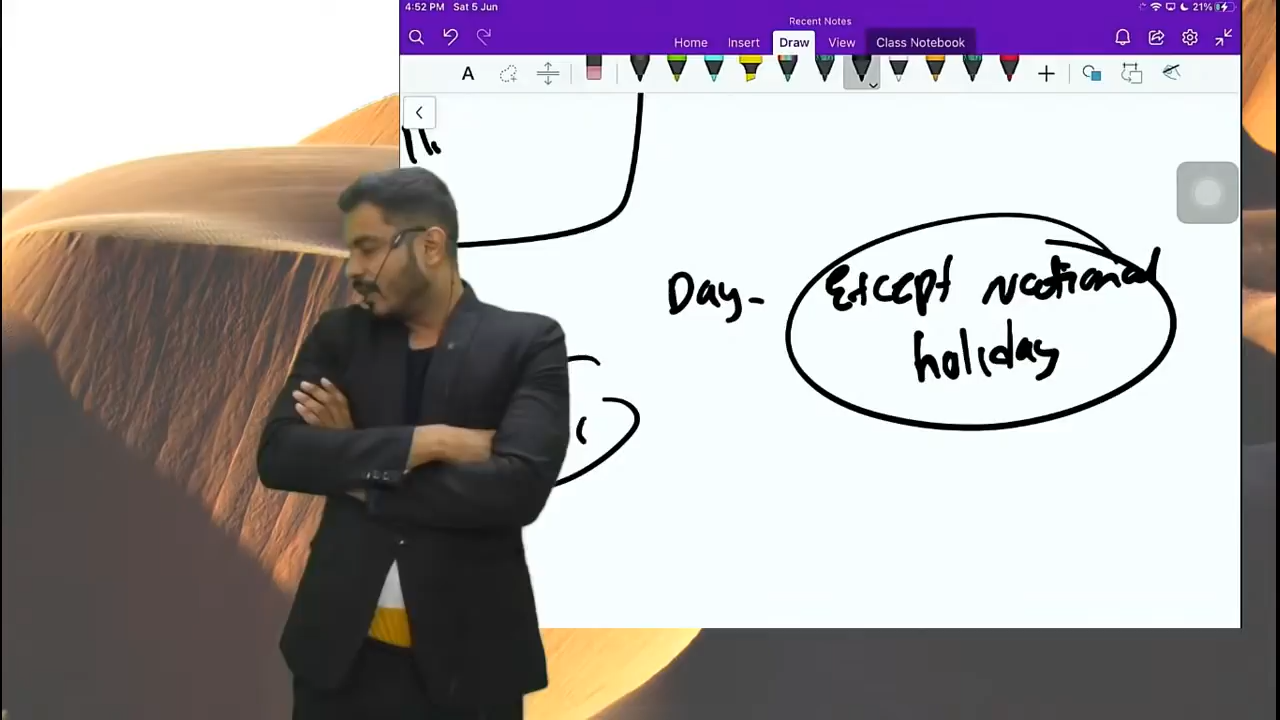 4:52 PM Sat 5 Jun
21%
Recent Notes
Home Insert Draw View Class Notebook
A
Day - Except national
holiday